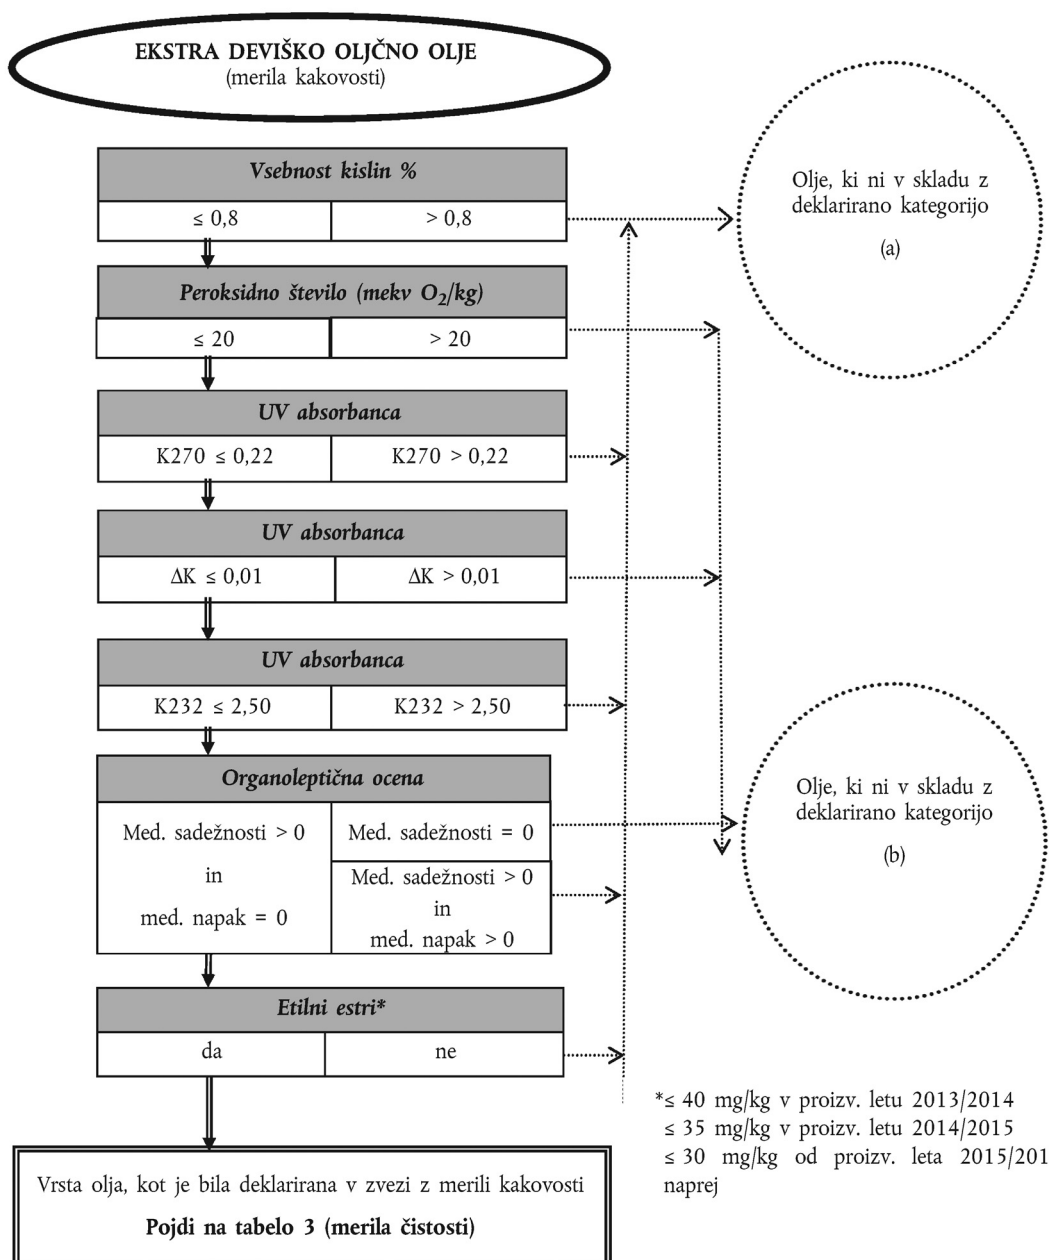 EKSTRA DEVIŠKO OLJČNO OLJE
(merila kakovosti)
Vsebnost kislin %
≤ 0,8
> 0,8
Olje, ki ni v skladu z
deklarirano kategorijo
(a)
Peroksidno število (mekv O₂/kg)
≤ 20
> 20
UV absorbanca
K270 ≤ 0,22
K270 > 0,22
UV absorbanca
ΔK ≤ 0,01
ΔK > 0,01
UV absorbanca
K232 ≤ 2,50
K232 > 2,50
Organoleptična ocena
Med. sadežnosti > 0
in
med. napak = 0
Med. sadežnosti = 0
Med. sadežnosti > 0
in
med. napak > 0
Olje, ki ni v skladu z
deklarirano kategorijo
(b)
Etilni estri*
da
ne
*≤ 40 mg/kg v proizv. letu 2013/2014
≤ 35 mg/kg v proizv. letu 2014/2015
≤ 30 mg/kg od proizv. leta
naprej
Vrsta olja, kot je bila deklarirana v zvezi z merili kakovosti
Pojdi na tabelo 3 (merila čistosti)